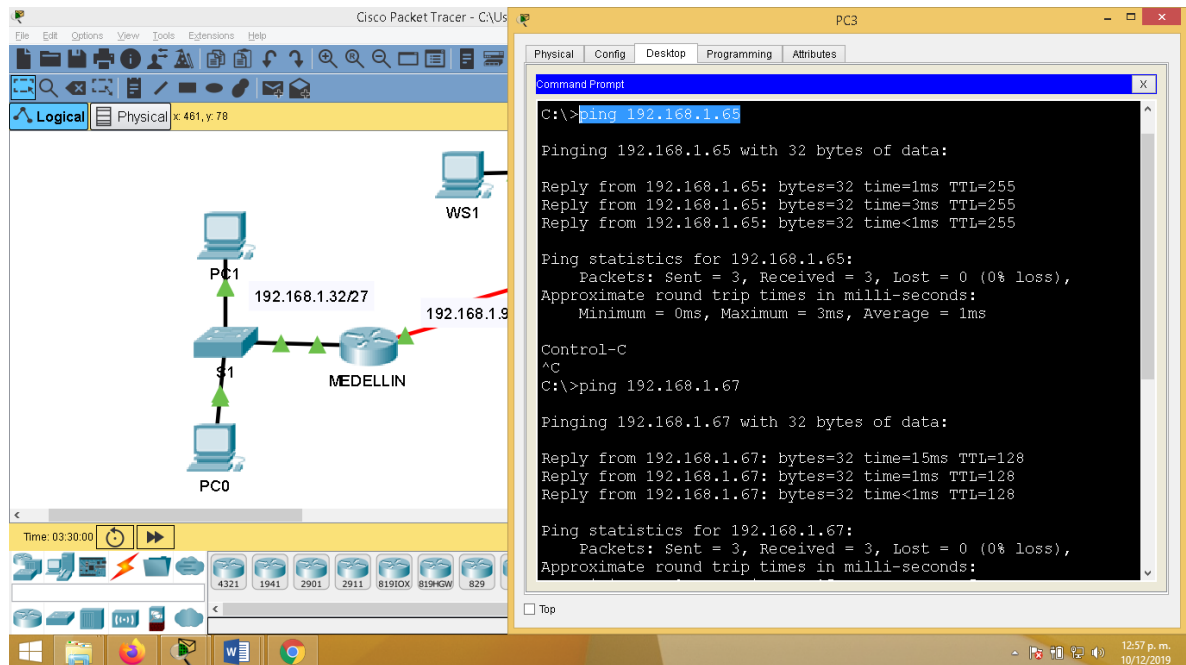 Cisco Packet Tracer - C:\Us
File Edit Options View Tools Extensions Help
Logical Physical x: 461, y: 78
WS1
PC1
192.168.1.32/27
192.168.1.9
S1
MEDELLIN
PC0
Time: 03:30:00
4321 1941 2901 2911 819IOX 819HGW 829
PC3
Physical Config Desktop Programming Attributes
Command Prompt X
C:\>ping 192.168.1.65
Pinging 192.168.1.65 with 32 bytes of data:
Reply from 192.168.1.65: bytes=32 time=1ms TTL=255
Reply from 192.168.1.65: bytes=32 time=3ms TTL=255
Reply from 192.168.1.65: bytes=32 time<1ms TTL=255
Ping statistics for 192.168.1.65:
Packets: Sent = 3, Received = 3, Lost = 0 (0% loss),
Approximate round trip times in milli-seconds:
Minimum = 0ms, Maximum = 3ms, Average = 1ms
Control-C
^C
C:\>ping 192.168.1.67
Pinging 192.168.1.67 with 32 bytes of data:
Reply from 192.168.1.67: bytes=32 time=15ms TTL=128
Reply from 192.168.1.67: bytes=32 time=1ms TTL=128
Reply from 192.168.1.67: bytes=32 time<1ms TTL=128
Ping statistics for 192.168.1.67:
Packets: Sent = 3, Received = 3, Lost = 0 (0% loss),
Approximate round trip times in milli-seconds:
Top
12:57 p. m.
10/12/2019